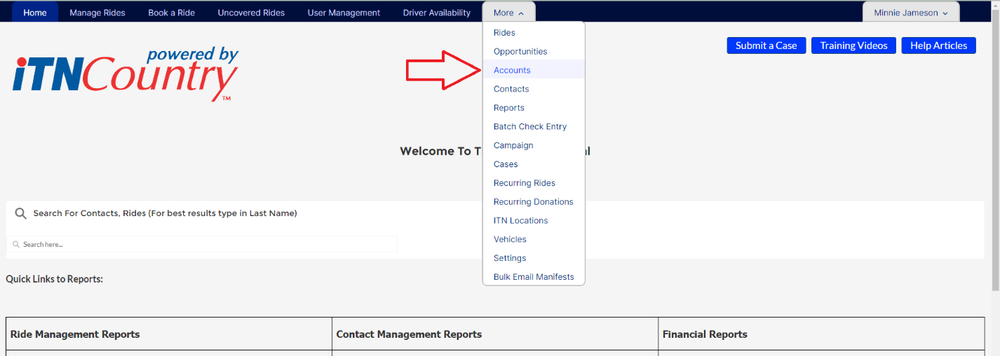 Home Manage Rides Book a Ride Uncovered Rides User Management Driver Availability More Minnie Jameson
Rides
Opportunities
Accounts
Contacts
Reports
Batch Check Entry
Campaign
Cases
Recurring Rides
Recurring Donations
ITN Locations
Vehicles
Settings
Bulk Email Manifests
Submit a Case Training Videos Help Articles
powered by
iTNCountry™
Welcome To T
Search For Contacts, Rides (For best results type in Last Name)
Search here...
Quick Links to Reports:
Ride Management Reports Contact Management Reports Financial Reports